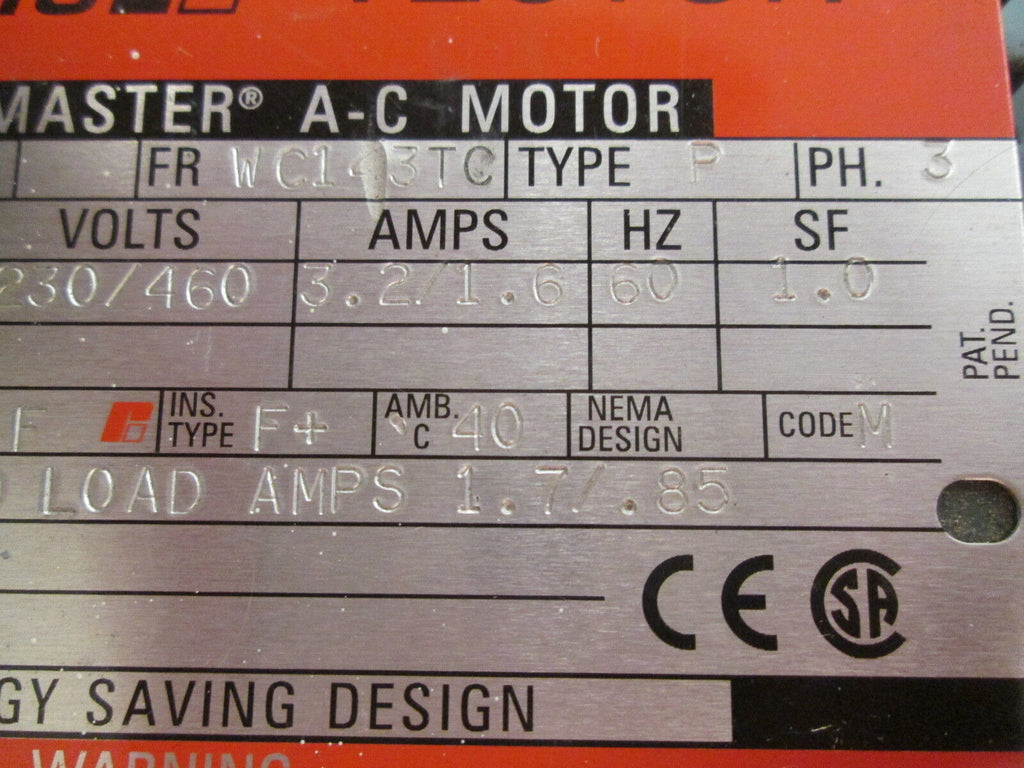 MASTER® A-C MOTOR
FR WC143TC TYPE P PH. 3
VOLTS AMPS HZ SF
230/460 3.2/1.6 60 1.0
PAT. PEND.
F INS. TYPE F+ AMB. C 40 NEMA DESIGN CODE M
LOAD AMPS 1.7/.85
CE CSA
GY SAVING DESIGN
WARNING